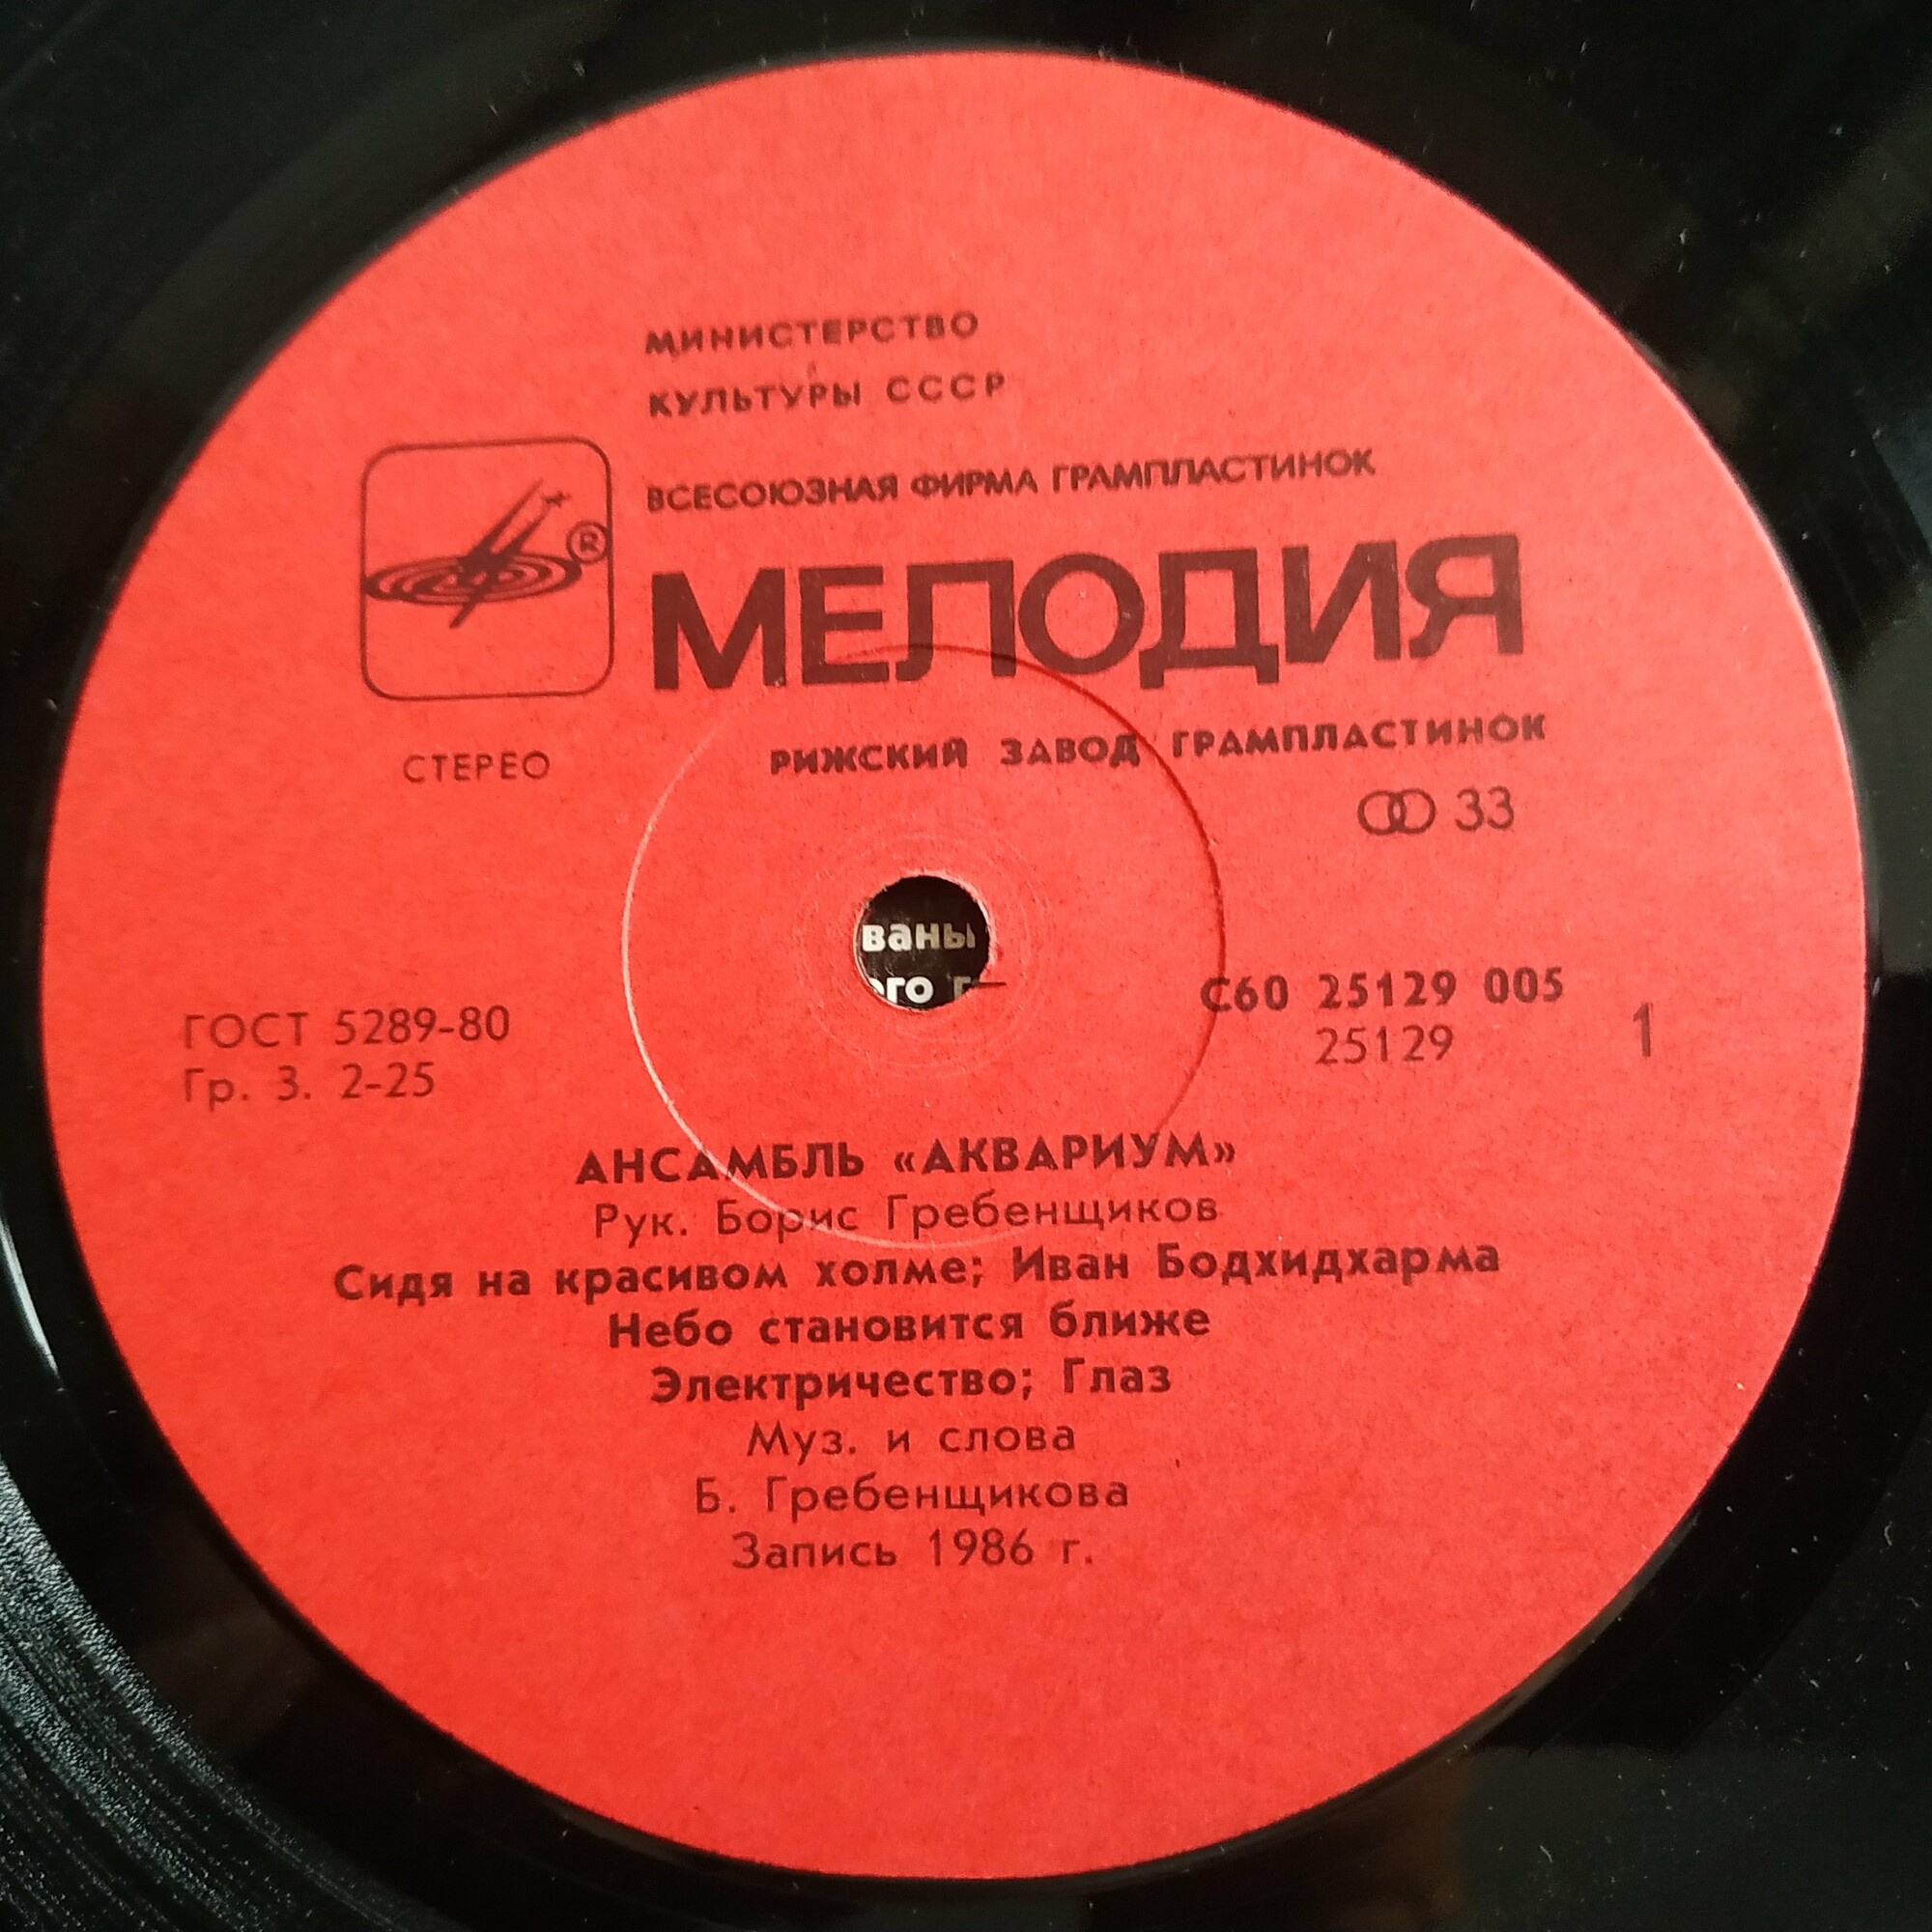 МИНИСТЕРСТВО
КУЛЬТУРЫ СССР
ВСЕСОЮЗНАЯ ФИРМА ГРАМПЛАСТИНОК
®
МЕЛОДИЯ
СТЕРЕО
РИЖСКИЙ ЗАВОД ГРАМПЛАСТИНОК
33
ваны
ого г
ГОСТ 5289-80
Гр. 3. 2-25
С60 25129 005
25129
1
АНСАМБЛЬ «АКВАРИУМ»
Рук. Борис Гребенщиков
Сидя на красивом холме; Иван Бодхидхарма
Небо становится ближе
Электричество; Глаз
Муз. и слова
Б. Гребенщикова
Запись 1986 г.